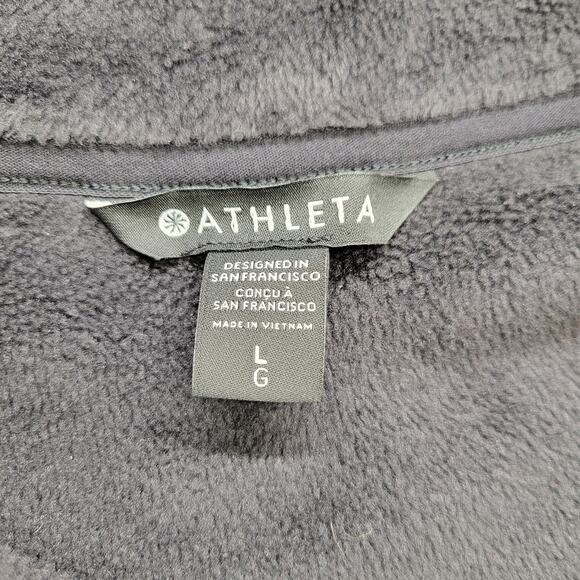 ATHLETA
DESIGNED IN
SAN FRANCISCO
CONÇU À
SAN FRANCISCO
MADE IN VIETNAM
L
G